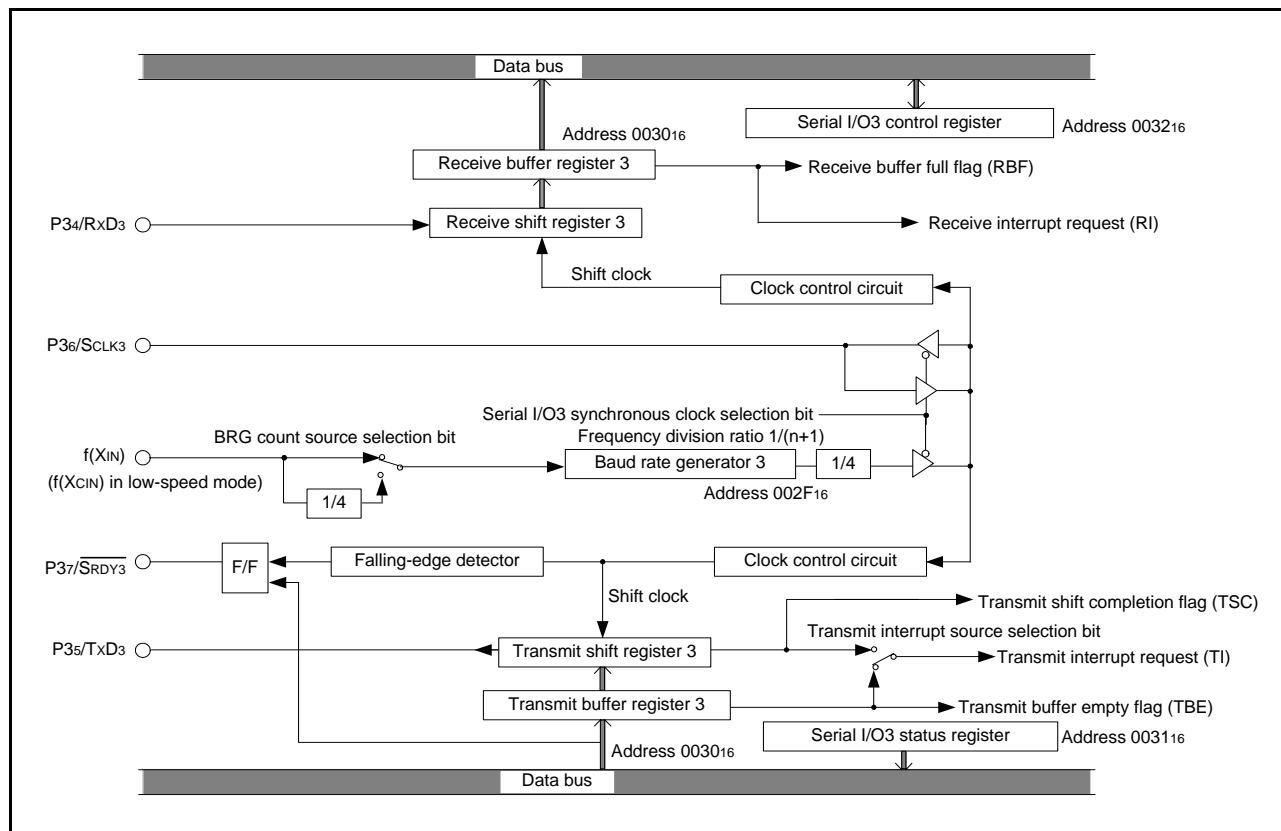 Data bus
Address 003016
Serial I/O3 control register
Address 003216
Receive buffer register 3
Receive buffer full flag (RBF)
P34/RXD3
Receive shift register 3
Receive interrupt request (RI)
Shift clock
Clock control circuit
P36/SCLK3
Serial I/O3 synchronous clock selection bit
BRG count source selection bit
Frequency division ratio 1/(n+1)
f(XIN)
Baud rate generator 3
1/4
(f(XCIN) in low-speed mode)
1/4
Address 002F16
P37/SRDY3
F/F
Falling-edge detector
Clock control circuit
Shift clock
Transmit shift completion flag (TSC)
Transmit interrupt source selection bit
P35/TXD3
Transmit shift register 3
Transmit interrupt request (TI)
Transmit buffer register 3
Transmit buffer empty flag (TBE)
Address 003016
Serial I/O3 status register
Address 003116
Data bus